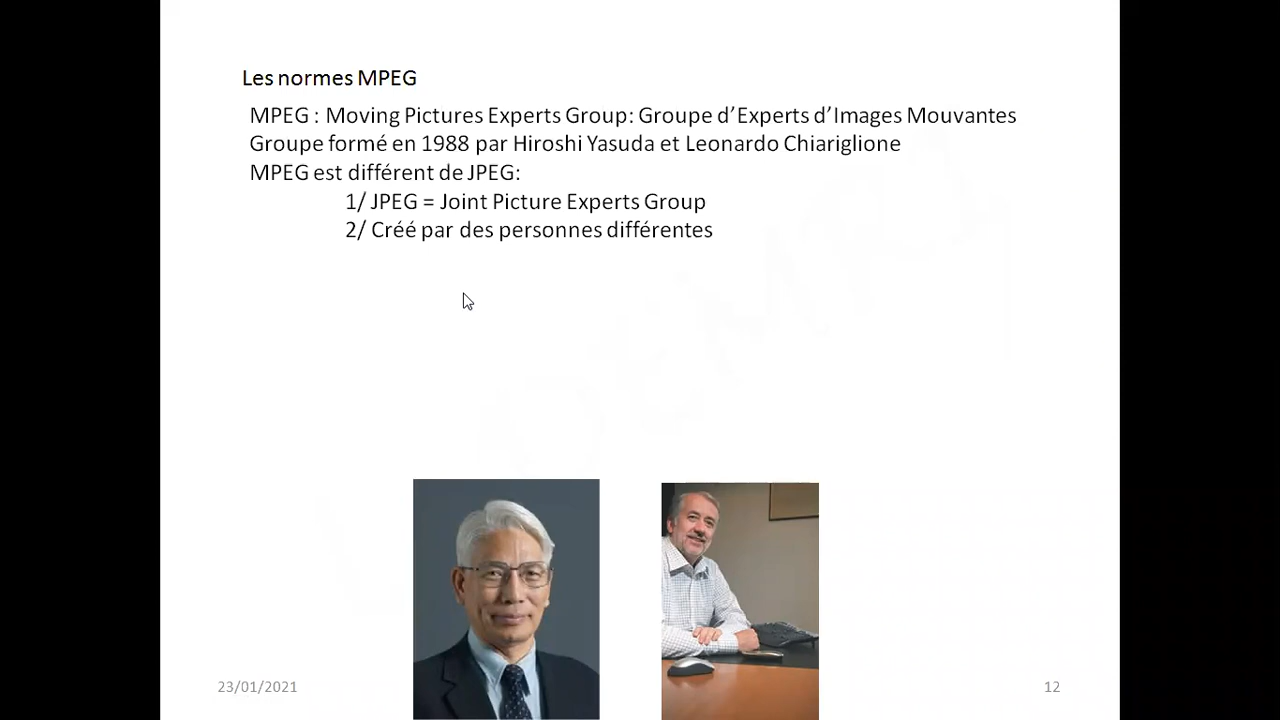 Les normes MPEG
MPEG : Moving Pictures Experts Group: Groupe d’Experts d’Images Mouvantes
Groupe formé en 1988 par Hiroshi Yasuda et Leonardo Chiariglione
MPEG est différent de JPEG:
1/ JPEG = Joint Picture Experts Group
2/ Créé par des personnes différentes
23/01/2021
12